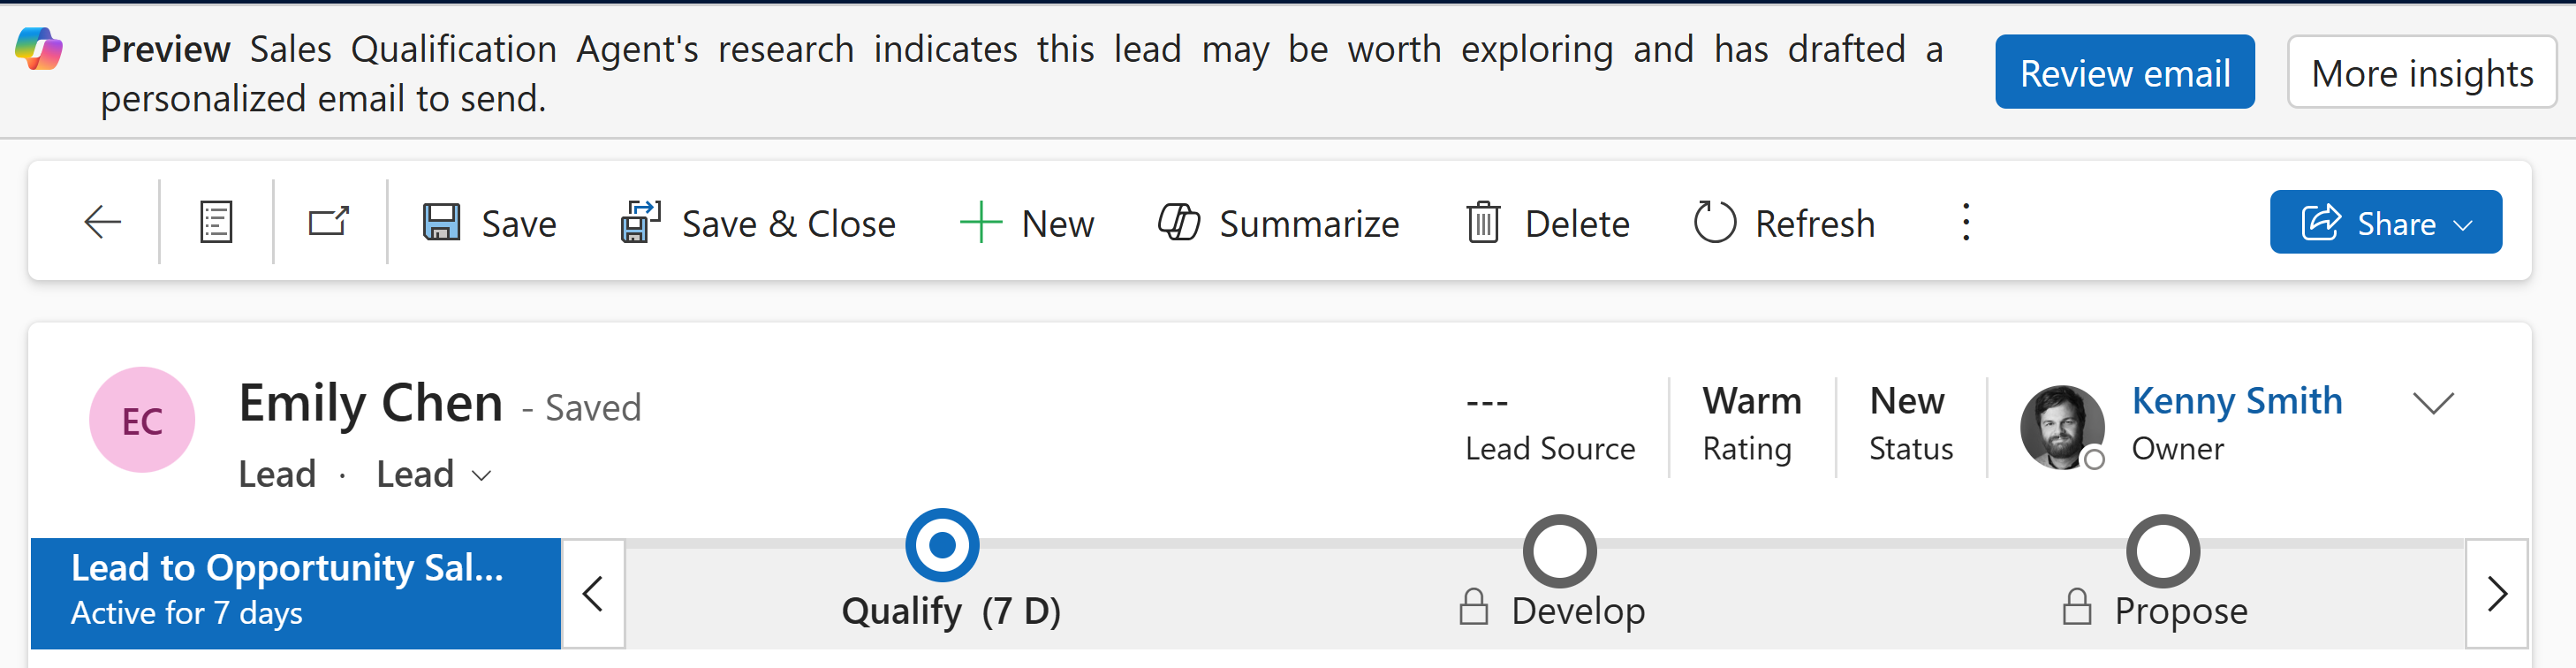 Preview Sales Qualification Agent's research indicates this lead may be worth exploring and has drafted a
personalized email to send.
Review email
More insights
Save
Save & Close
New
Summarize
Delete
Refresh
Share
EC
Emily Chen - Saved
Lead · Lead
---
Lead Source
Warm
Rating
New
Status
Kenny Smith
Owner
Lead to Opportunity Sal...
Active for 7 days
Qualify (7 D)
Develop
Propose